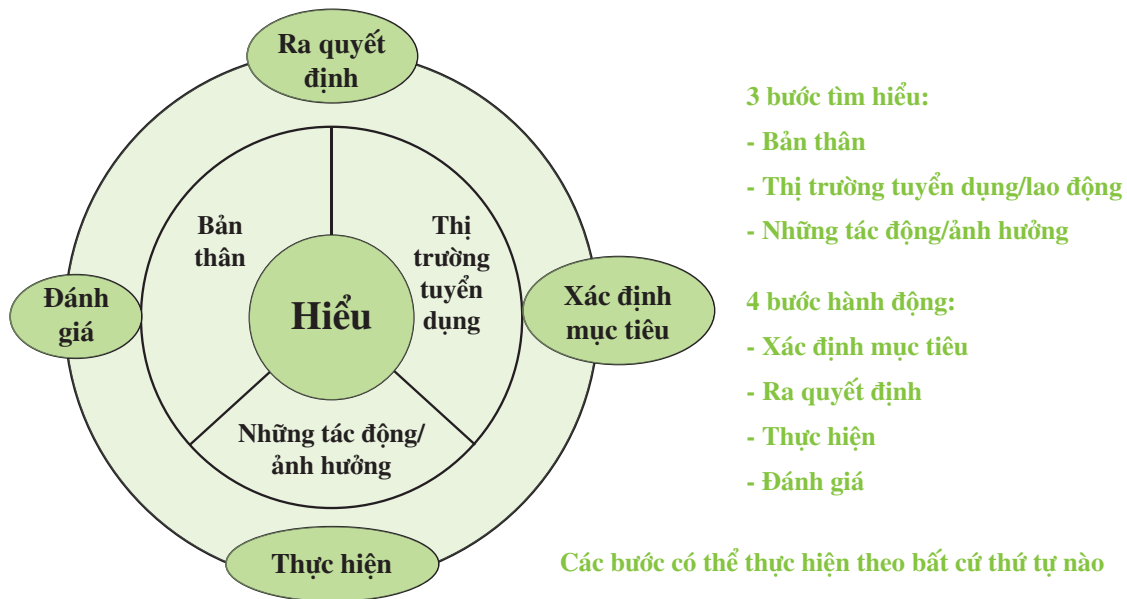 Ra quyết
định
Bản
thân
Thị
trường
tuyển
dụng
Hiểu
Đánh
giá
Xác định
mục tiêu
Những tác động/
ảnh hưởng
Thực hiện
3 bước tìm hiểu:
- Bản thân
- Thị trường tuyển dụng/lao động
- Những tác động/ảnh hưởng
4 bước hành động:
- Xác định mục tiêu
- Ra quyết định
- Thực hiện
- Đánh giá
Các bước có thể thực hiện theo bất cứ thứ tự nào